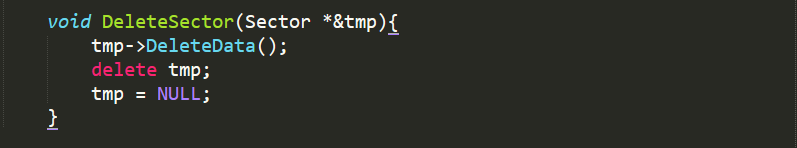 void DeleteSector(Sector *&tmp){
tmp->DeleteData();
delete tmp;
tmp = NULL;
}